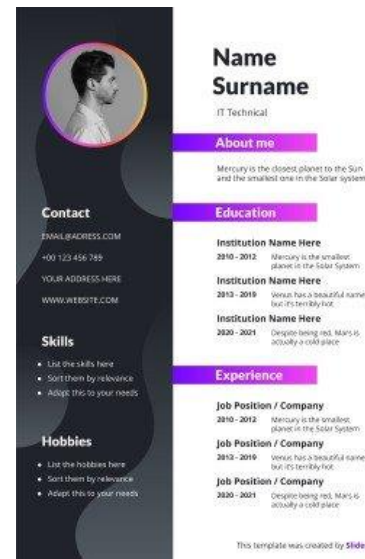 Name
Surname
IT Technical
About me
Mercury is the closest planet to the Sun
and the smallest one in the Solar system
Education
Institution Name Here
2010 - 2012 Mercury is the smallest
planet in the Solar System
Institution Name Here
2013 - 2019 Venus has a beautiful name
but it's terribly hot
Institution Name Here
2020 - 2021 Despite being red, Mars is
actually a cold place
Experience
Job Position / Company
2010 - 2012 Mercury is the smallest
planet in the Solar System
Job Position / Company
2013 - 2019 Venus has a beautiful name
but it's terribly hot
Job Position / Company
2020 - 2021 Despite being red, Mars is
actually a cold place
This template was created by Slide
Contact
EMAIL@ADRESS.COM
+00 123 456 789
YOUR ADDRESS HERE
WWW.WEBSITE.COM
Skills
List the skills here
Sort them by relevance
Adapt this to your needs
Hobbies
List the hobbies here
Sort them by relevance
Adapt this to your needs